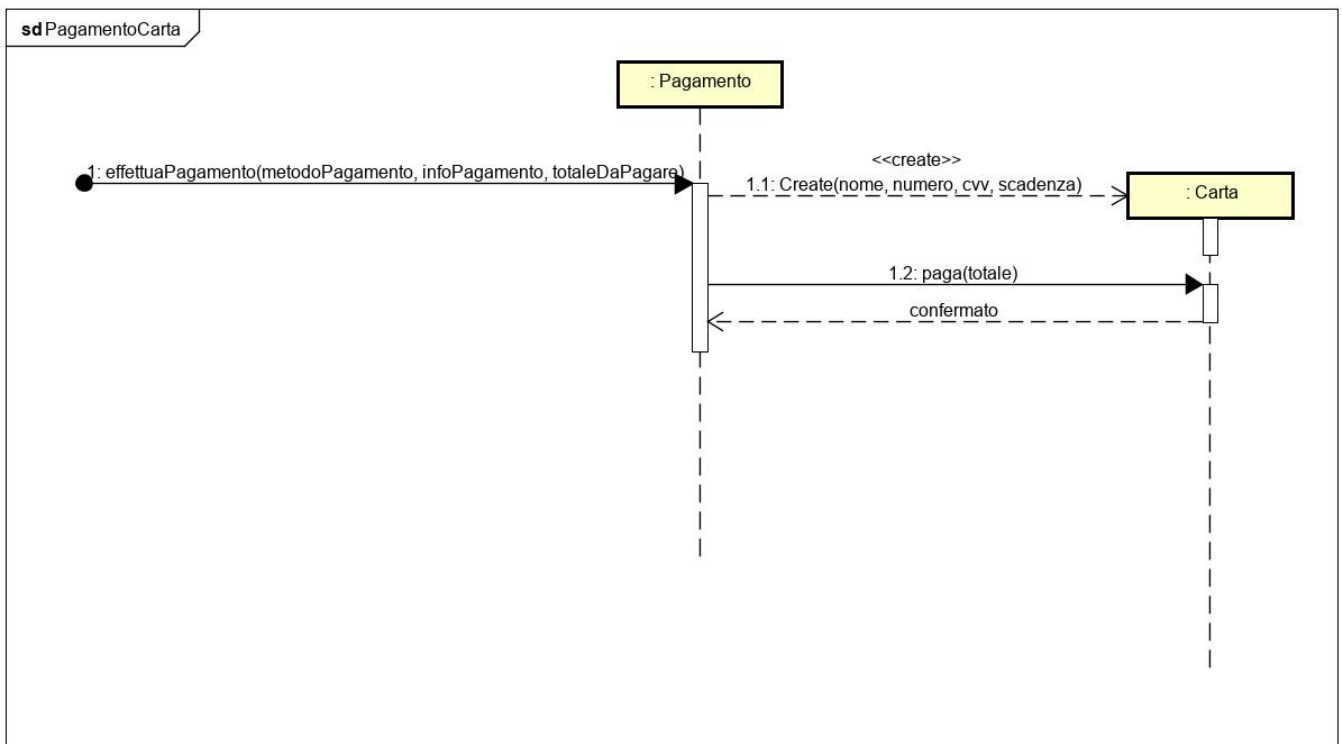 sd PagamentoCarta
: Pagamento
1: effettuaPagamento(metodoPagamento, infoPagamento, totaleDaPagare)
<<create>>
1.1: Create(nome, numero, cvv, scadenza)
: Carta
1.2: paga(totale)
confermato